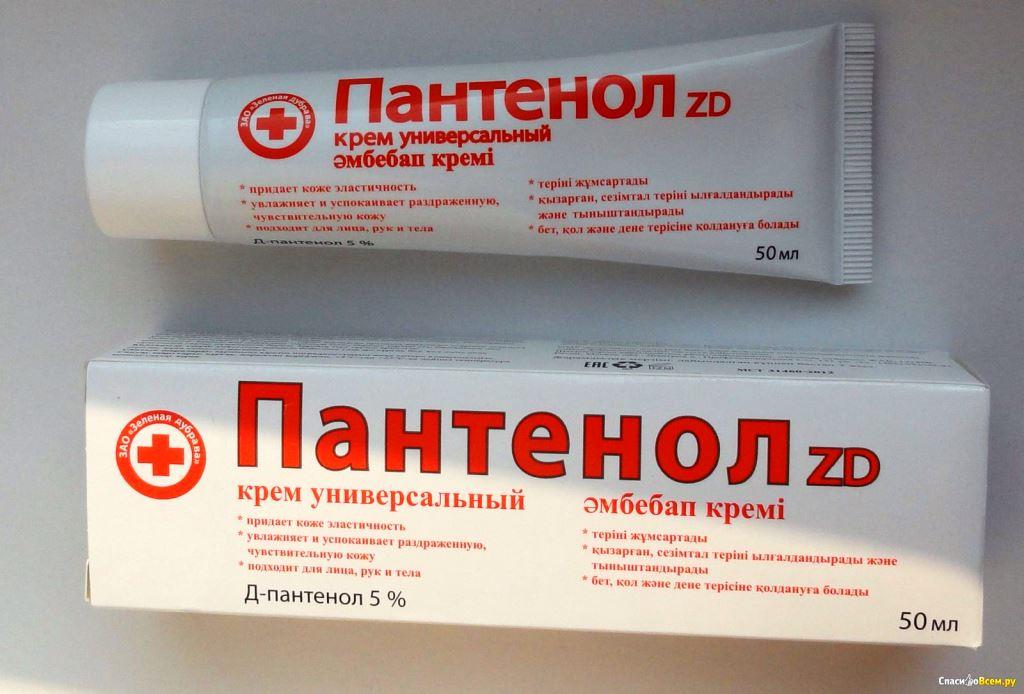 ЗАО «Зеленая дубрава»
Пантенол ZD
крем универсальный
әмбебап кремі
* придает коже эластичность
* увлажняет и успокаивает раздраженную,
чувствительную кожу
* подходит для лица, рук и тела
Д-пантенол 5 %
* теріні жұмсартады
* қызарған, сезімтал теріні ылғалдандырады
және тыныштандырады
* бет, қол және дене терісіне қолдануға болады
50 мл
EAC
ЗАО «Зеленая дубрава»
Пантенол ZD
крем универсальный
әмбебап кремі
* придает коже эластичность
* увлажняет и успокаивает раздраженную,
чувствительную кожу
* подходит для лица, рук и тела
Д-пантенол 5 %
* теріні жұмсартады
* қызарған, сезімтал теріні ылғалдандырады және
тыныштандырады
* бет, қол және дене терісіне қолдануға болады
50 мл
СпасибоВсем.ру